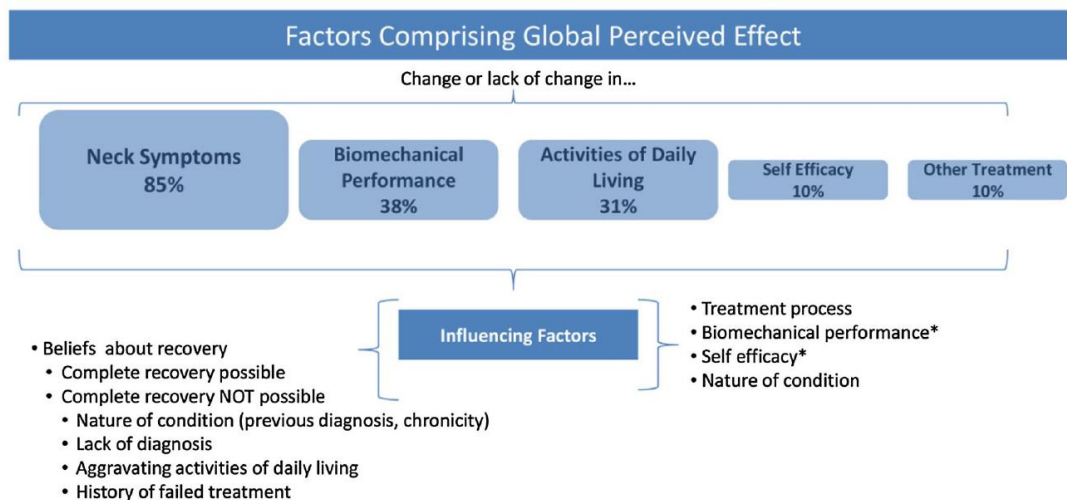 Factors Comprising Global Perceived Effect
Change or lack of change in…
Neck Symptoms
85%
Biomechanical
Performance
38%
Activities of Daily
Living
31%
Self Efficacy
10%
Other Treatment
10%
Influencing Factors
• Beliefs about recovery
• Complete recovery possible
• Complete recovery NOT possible
• Nature of condition (previous diagnosis, chronicity)
• Lack of diagnosis
• Aggravating activities of daily living
• History of failed treatment
• Treatment process
• Biomechanical performance*
• Self efficacy*
• Nature of condition